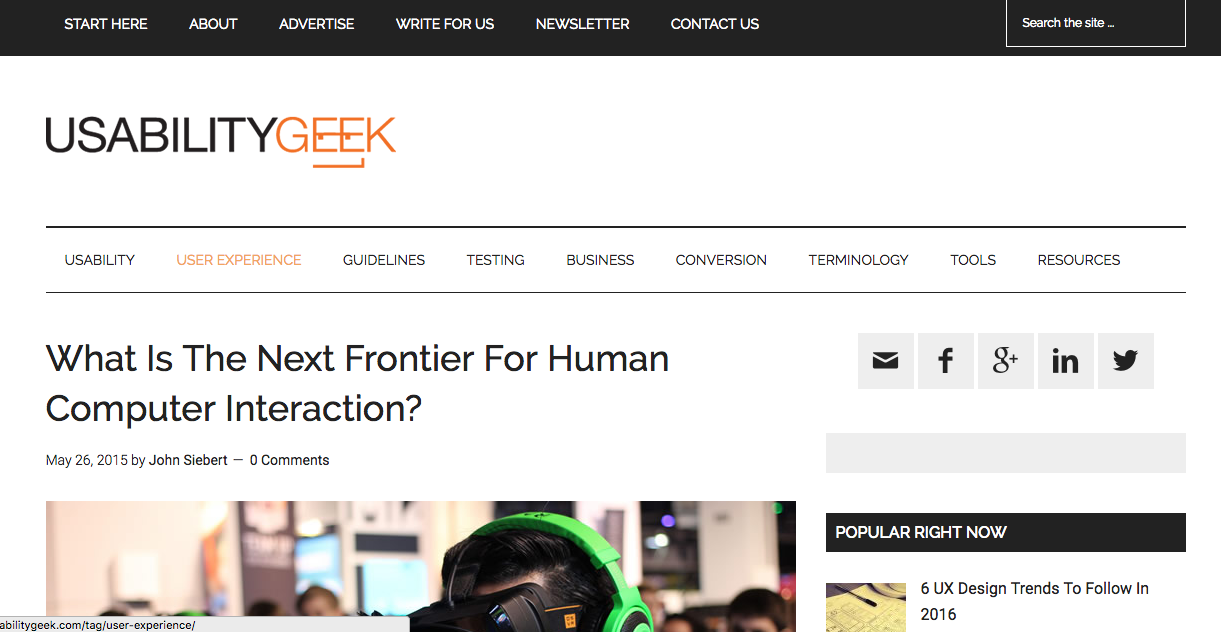 START HERE ABOUT ADVERTISE WRITE FOR US NEWSLETTER CONTACT US Search the site ...
USABILITYGEEK
USABILITY USER EXPERIENCE GUIDELINES TESTING BUSINESS CONVERSION TERMINOLOGY TOOLS RESOURCES
What Is The Next Frontier For Human
Computer Interaction?
May 26, 2015 by John Siebert — 0 Comments
f g+ in
POPULAR RIGHT NOW
6 UX Design Trends To Follow In
2016
abilitygeek.com/tag/user-experience/